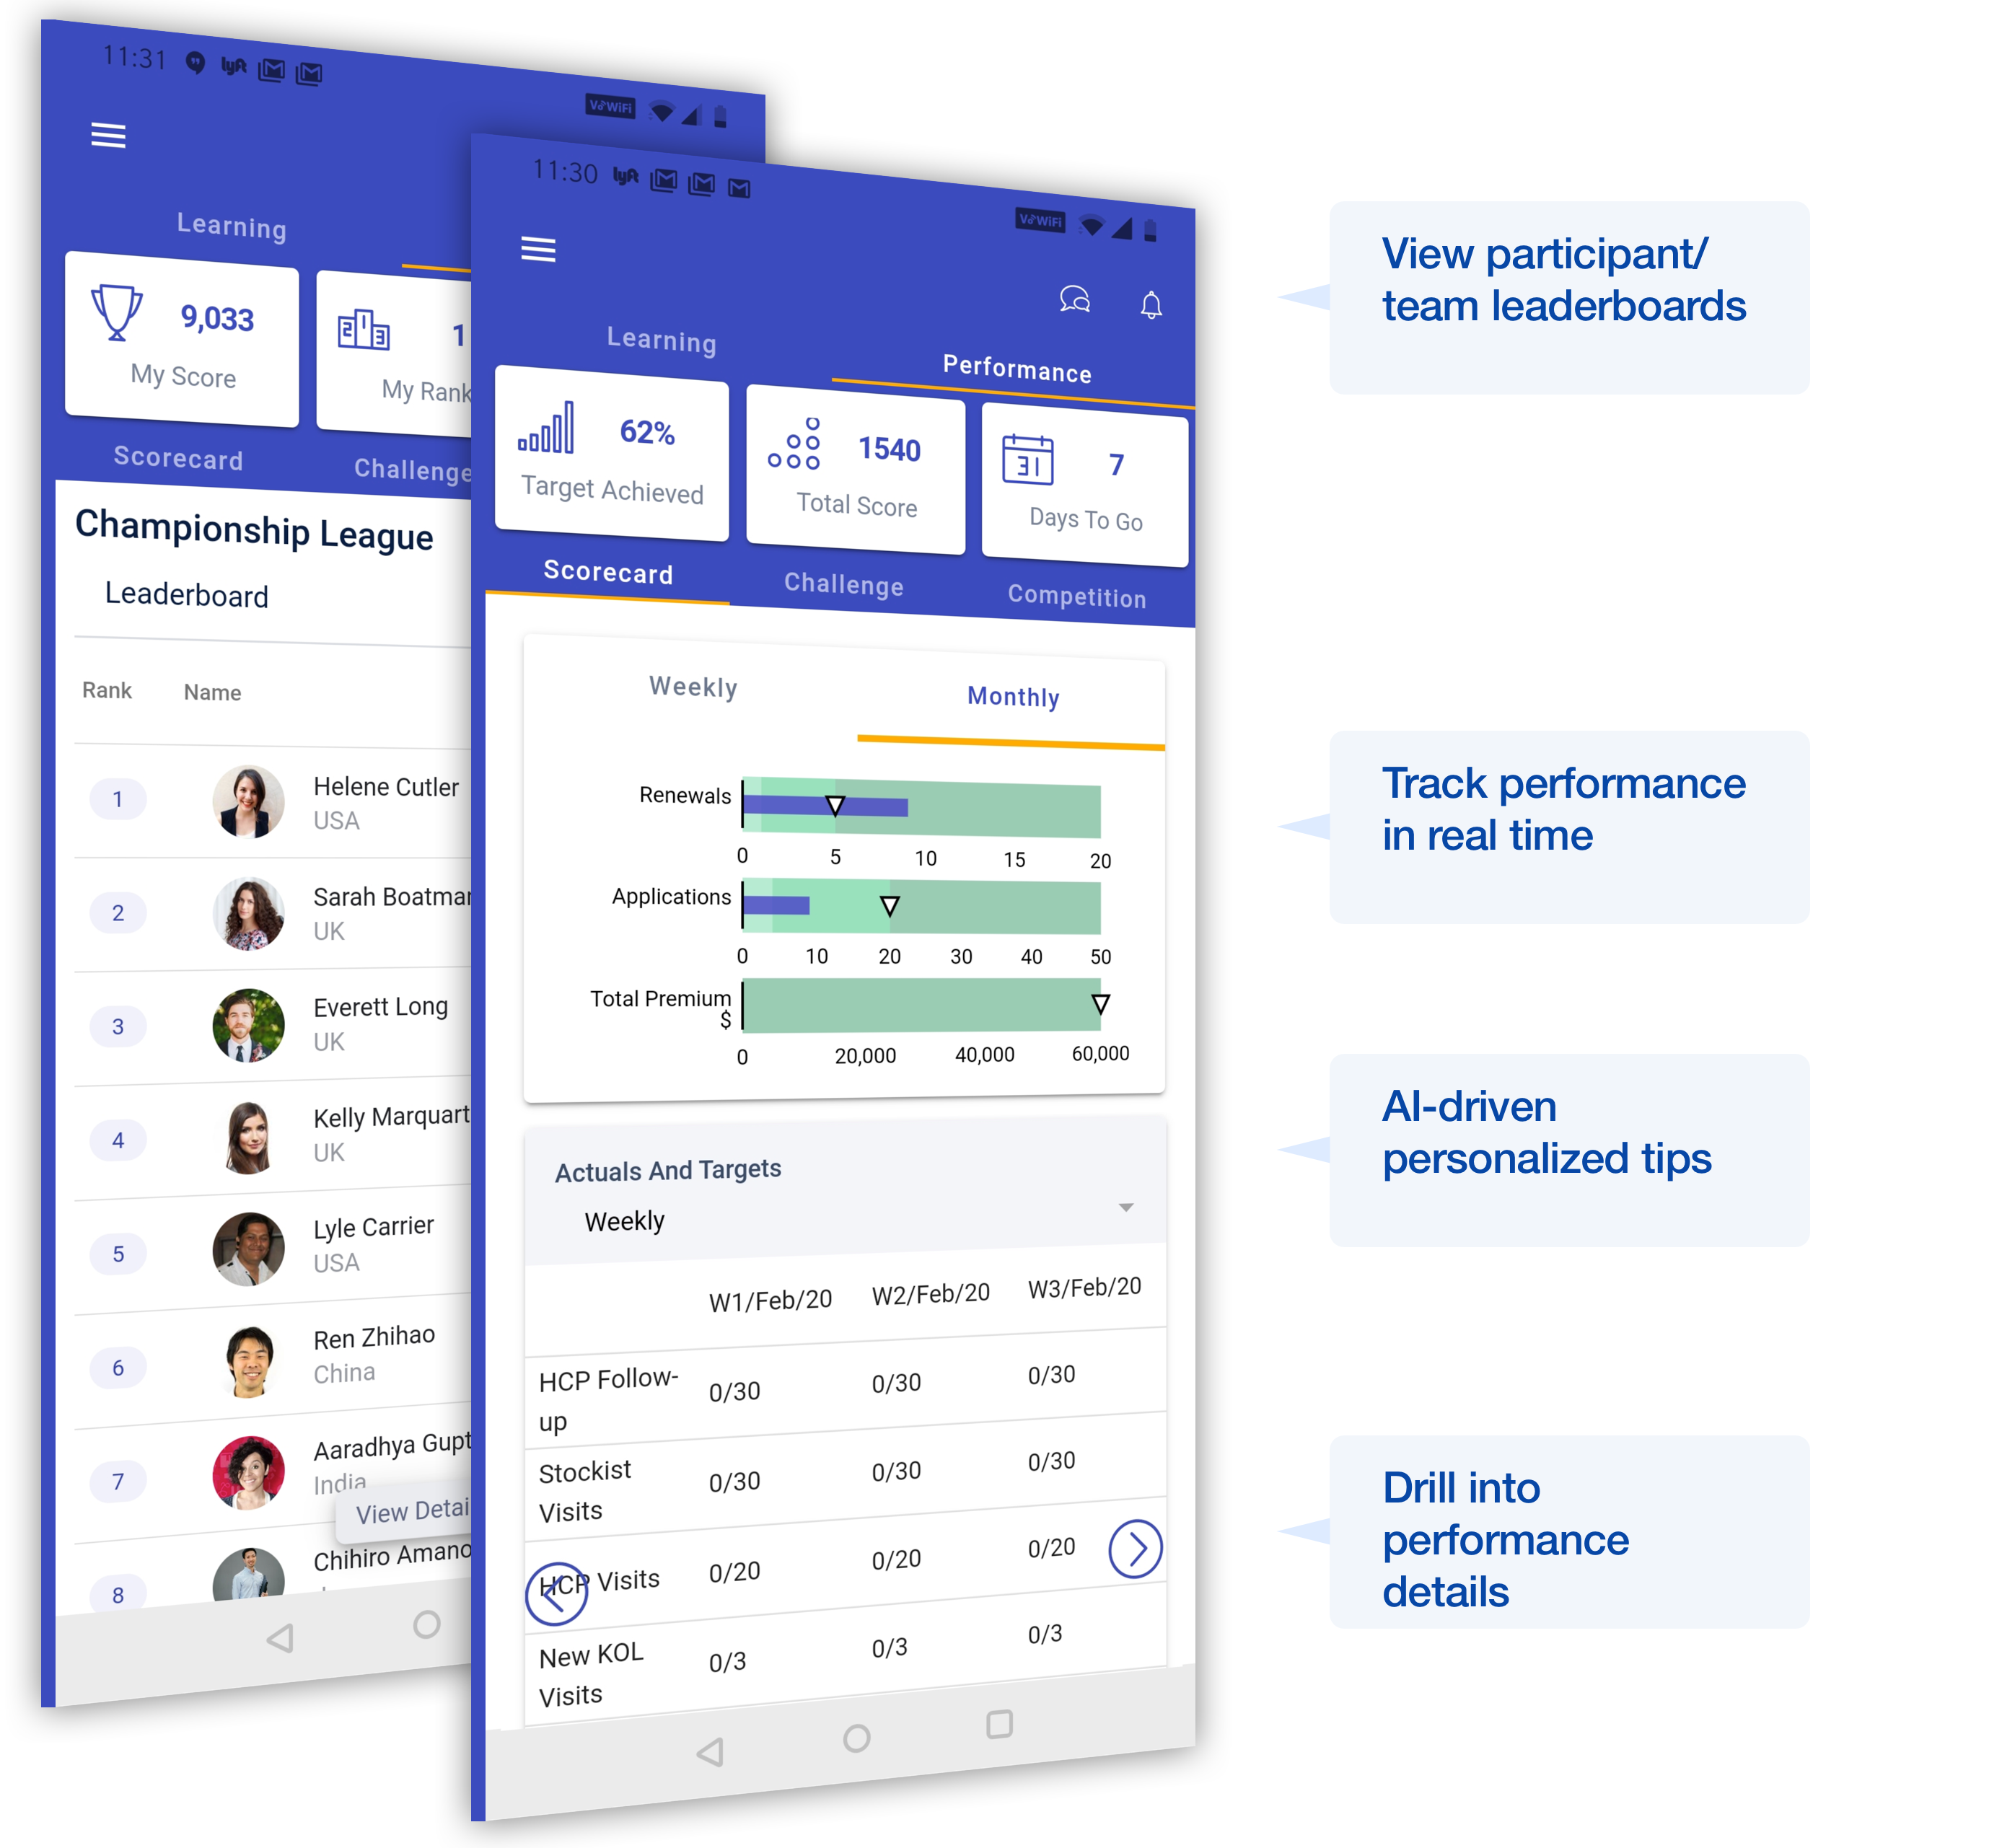 11:31 lyft
VoWiFi
Learning
9,033
My Score
1
My Rank
Scorecard
Challenge
Championship League
Leaderboard
Rank Name
1 Helene Cutler
USA
2 Sarah Boatman
UK
3 Everett Long
UK
4 Kelly Marquart
UK
5 Lyle Carrier
USA
6 Ren Zhihao
China
7 Aaradhya Gupt
India
View Detai
8 Chihiro Amano
11:30 lyft
VoWiFi
Learning
Performance
62%
Target Achieved
1540
Total Score
31
7
Days To Go
Scorecard
Challenge
Competition
Weekly
Monthly
Renewals
0 5 10 15 20
Applications
0 10 20 30 40 50
Total Premium
$
0 20,000 40,000 60,000
Actuals And Targets
Weekly
W1/Feb/20 W2/Feb/20 W3/Feb/20
HCP Follow-
up
0/30 0/30 0/30
Stockist
Visits
0/30 0/30 0/30
HCP Visits 0/20 0/20 0/20
New KOL
Visits
0/3 0/3 0/3
View participant/
team leaderboards
Track performance
in real time
AI-driven
personalized tips
Drill into
performance
details